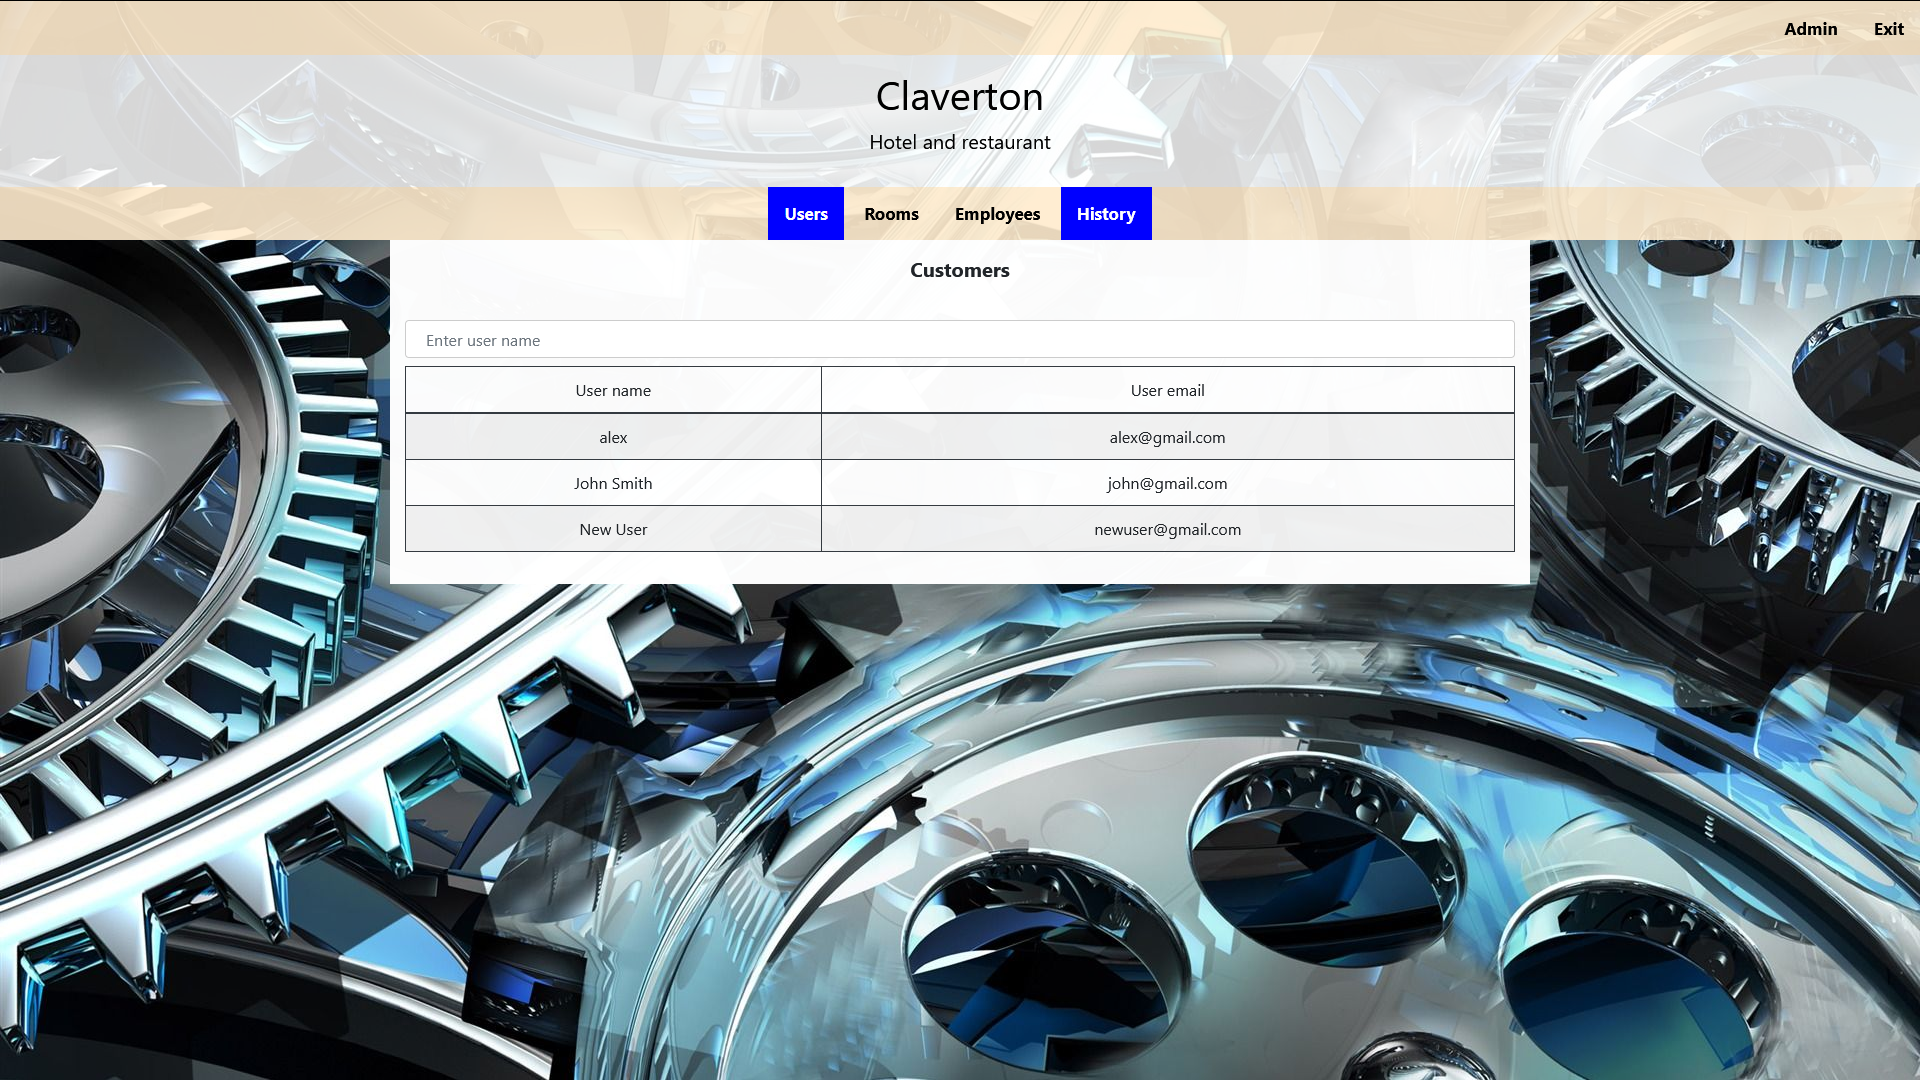 Admin Exit
Claverton
Hotel and restaurant
Users Rooms Employees History
Customers
Enter user name
User name User email
alex alex@gmail.com
John Smith john@gmail.com
New User newuser@gmail.com